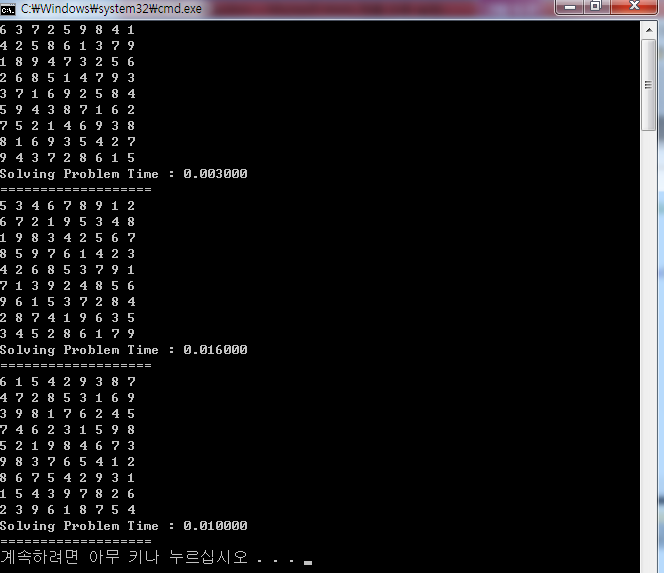 C:₩Windows₩system32₩cmd.exe
6 3 7 2 5 9 8 4 1
4 2 5 8 6 1 3 7 9
1 8 9 4 7 3 2 5 6
2 6 8 5 1 4 7 9 3
3 7 1 6 9 2 5 8 4
5 9 4 3 8 7 1 6 2
7 5 2 1 4 6 9 3 8
8 1 6 9 3 5 4 2 7
9 4 3 7 2 8 6 1 5
Solving Problem Time : 0.003000
===================
5 3 4 6 7 8 9 1 2
6 7 2 1 9 5 3 4 8
1 9 8 3 4 2 5 6 7
8 5 9 7 6 1 4 2 3
4 2 6 8 5 3 7 9 1
7 1 3 9 2 4 8 5 6
9 6 1 5 3 7 2 8 4
2 8 7 4 1 9 6 3 5
3 4 5 2 8 6 1 7 9
Solving Problem Time : 0.016000
===================
6 1 5 4 2 9 3 8 7
4 7 2 8 5 3 1 6 9
3 9 8 1 7 6 2 4 5
7 4 6 2 3 1 5 9 8
5 2 1 9 8 4 6 7 3
9 8 3 7 6 5 4 1 2
8 6 7 5 4 2 9 3 1
1 5 4 3 9 7 8 2 6
2 3 9 6 1 8 7 5 4
Solving Problem Time : 0.010000
===================
계속하려면 아무 키나 누르십시오 . . .